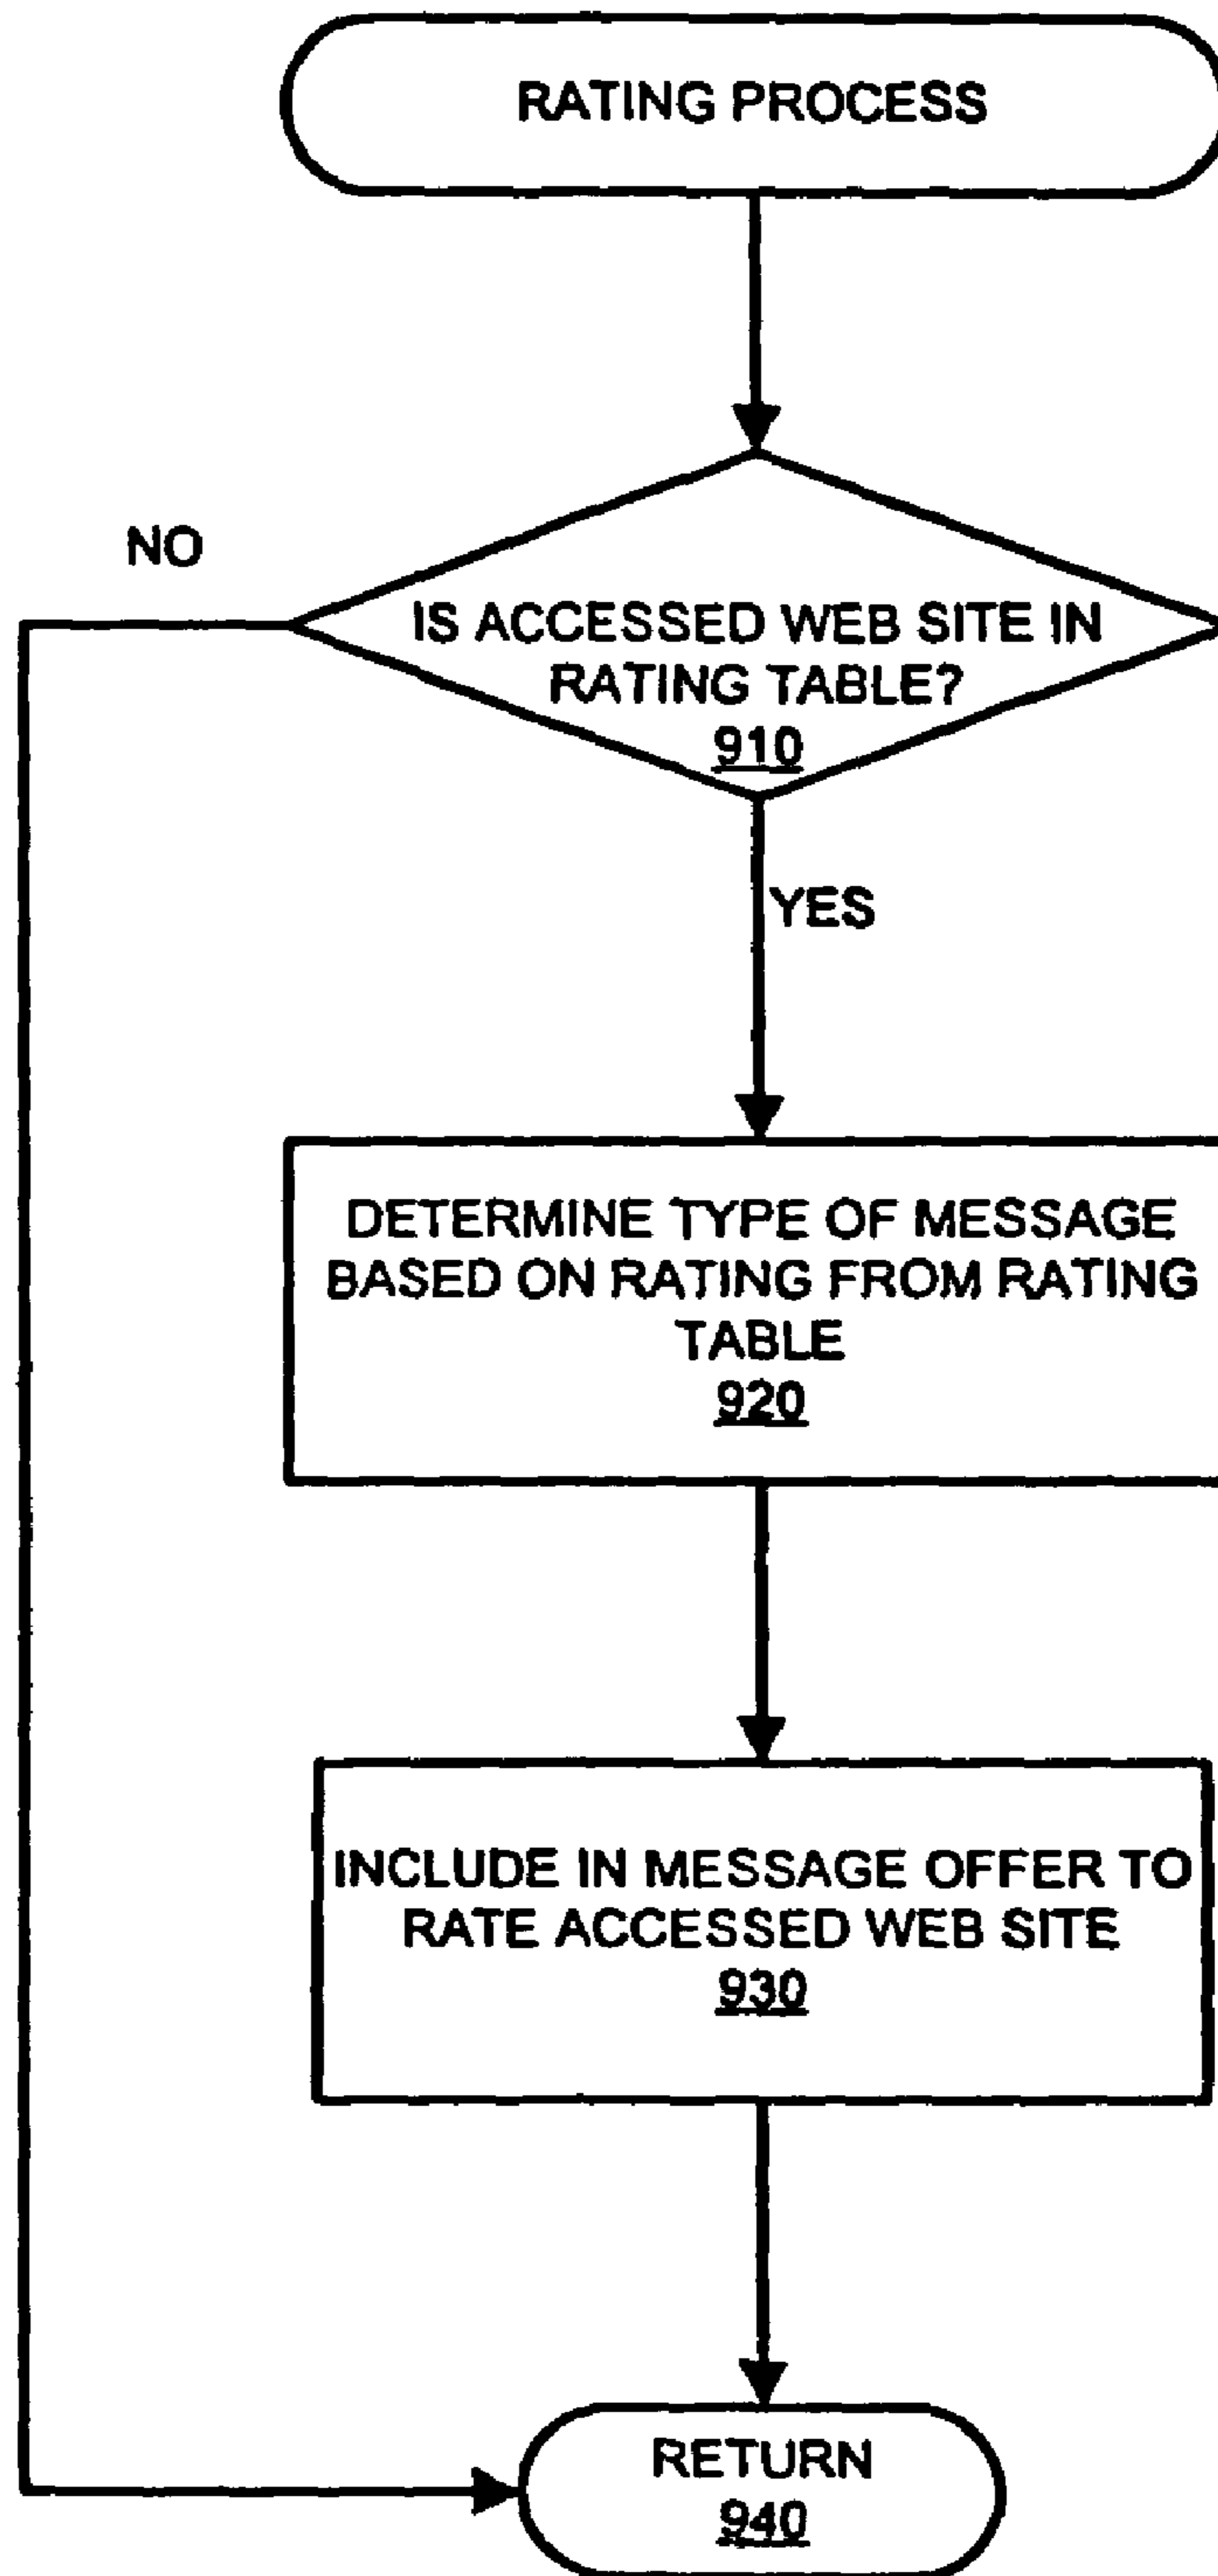 RATING PROCESS
NO
IS ACCESSED WEB SITE IN
RATING TABLE?
910
YES
DETERMINE TYPE OF MESSAGE
BASED ON RATING FROM RATING
TABLE
920
INCLUDE IN MESSAGE OFFER TO
RATE ACCESSED WEB SITE
930
RETURN
940